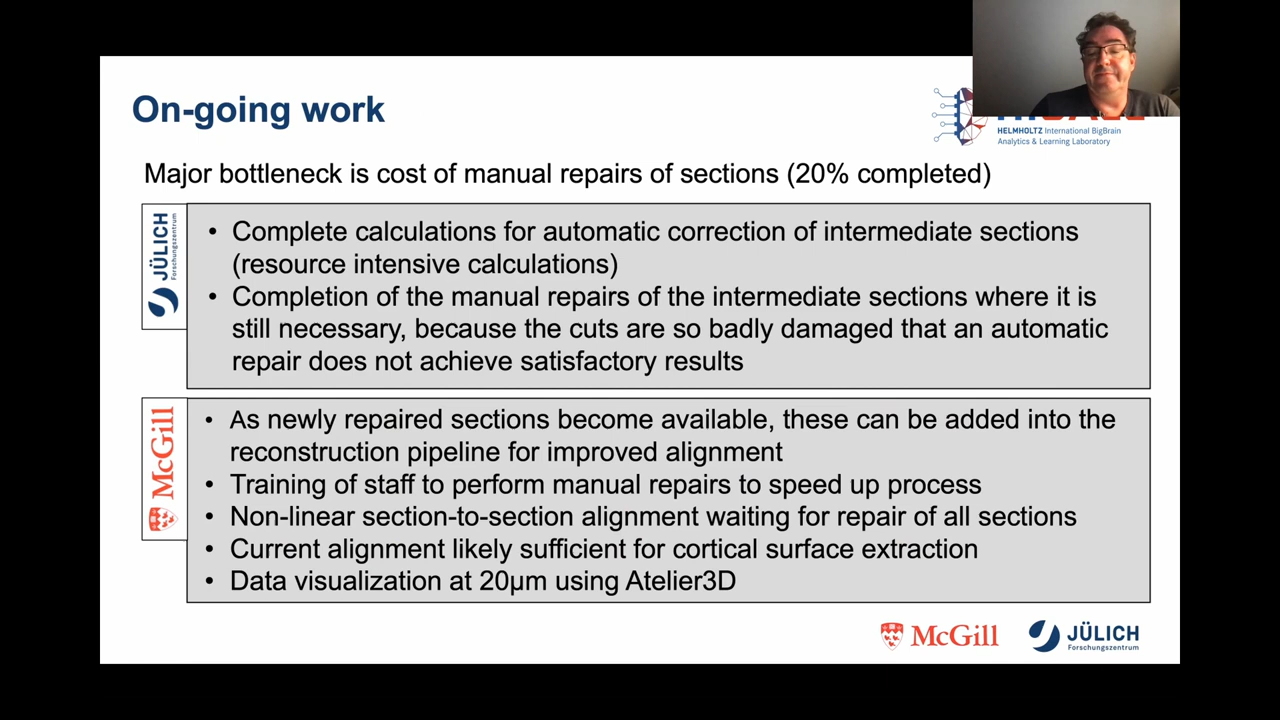 On-going work
HELMHOLTZ International BigBrain
Analytics & Learning Laboratory
Major bottleneck is cost of manual repairs of sections (20% completed)
JÜLICH
Forschungszentrum
• Complete calculations for automatic correction of intermediate sections
(resource intensive calculations)
• Completion of the manual repairs of the intermediate sections where it is
still necessary, because the cuts are so badly damaged that an automatic
repair does not achieve satisfactory results
McGill
• As newly repaired sections become available, these can be added into the
reconstruction pipeline for improved alignment
• Training of staff to perform manual repairs to speed up process
• Non-linear section-to-section alignment waiting for repair of all sections
• Current alignment likely sufficient for cortical surface extraction
• Data visualization at 20µm using Atelier3D
McGill
JÜLICH
Forschungszentrum